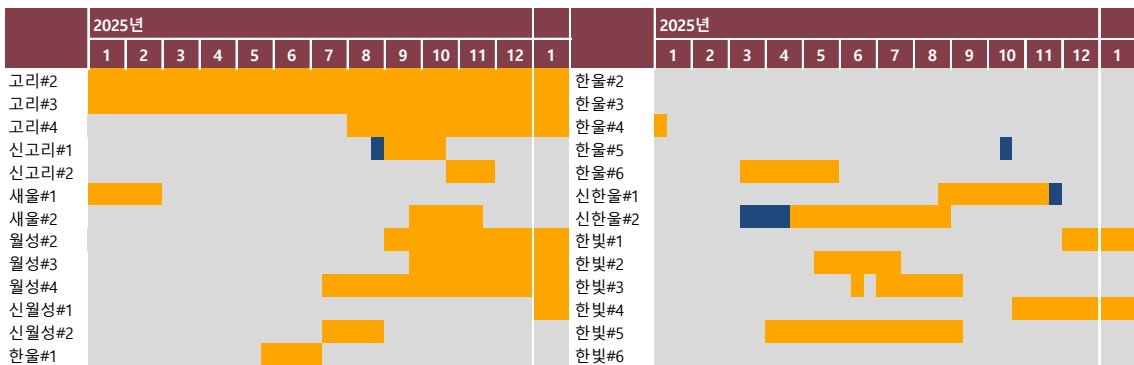 2025년
1 2 3 4 5 6 7 8 9 10 11 12 1
고리#2
고리#3
고리#4
신고리#1
신고리#2
새울#1
새울#2
월성#2
월성#3
월성#4
신월성#1
신월성#2
한울#1
2025년
1 2 3 4 5 6 7 8 9 10 11 12 1
한울#2
한울#3
한울#4
한울#5
한울#6
신한울#1
신한울#2
한빛#1
한빛#2
한빛#3
한빛#4
한빛#5
한빛#6